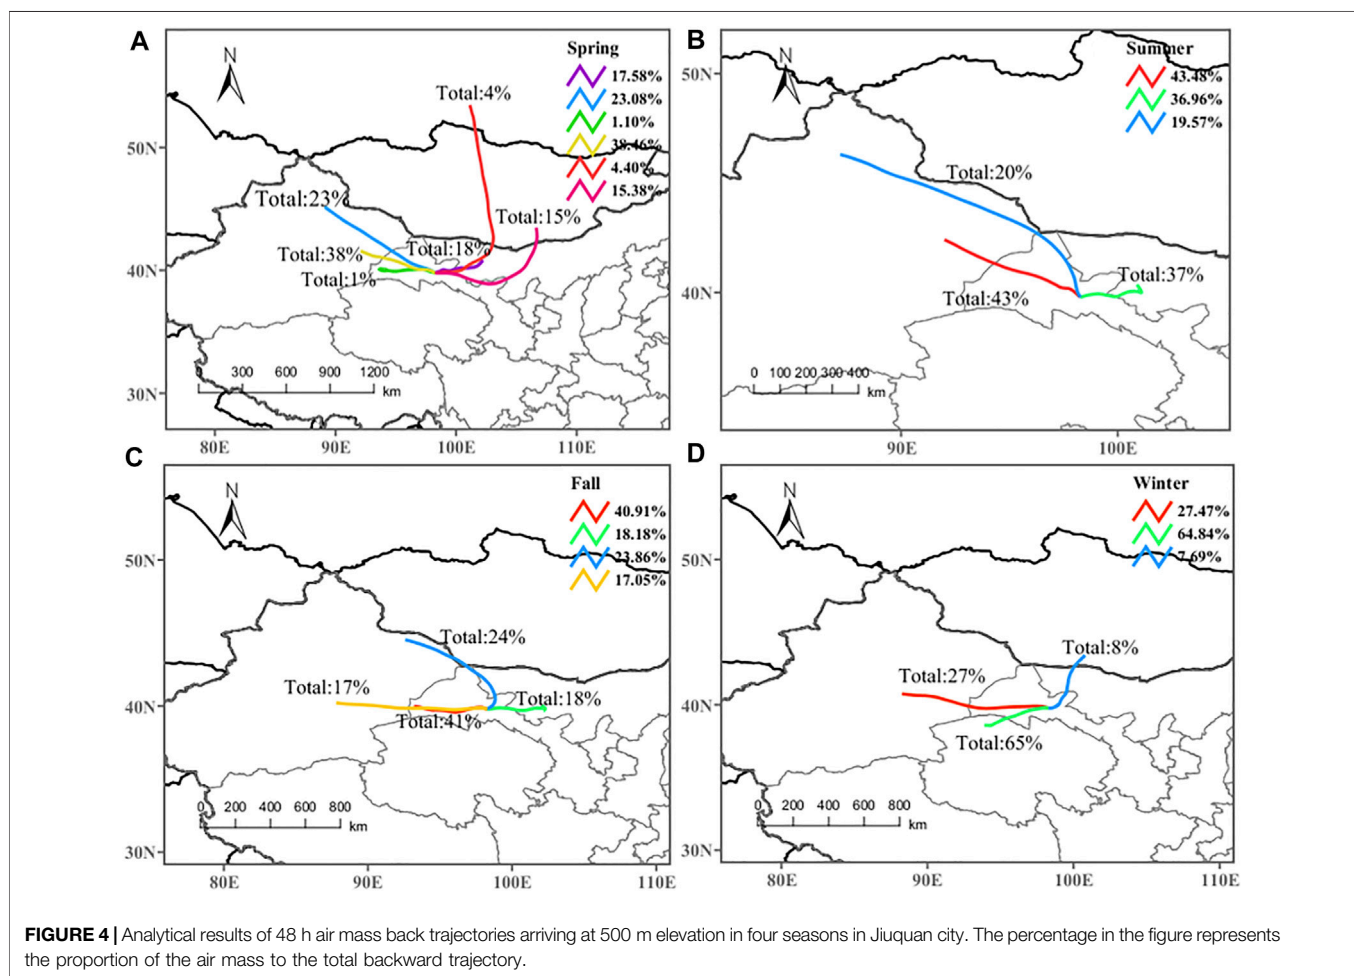 A
N
Spring
17.58%
23.08%
1.10%
38.46%
4.40%
15.38%
Total:4%
Total:23%
Total:15%
Total:18%
Total:38%
Total:1%
50N
40N
30N
0 300 600 900 1200
km
80E 90E 100E 110E
B
N
Summer
43.48%
36.96%
19.57%
Total:20%
Total:37%
Total:43%
50N
40N
0 100 200 300 400
km
90E 100E
C
N
Fall
40.91%
18.18%
23.86%
17.05%
Total:24%
Total:17%
Total:18%
Total:41%
50N
40N
30N
0 200 400 600 800
km
80E 90E 100E 110E
D
N
Winter
27.47%
64.84%
7.69%
Total:8%
Total:27%
Total:65%
50N
40N
30N
0 200 400 600 800
km
80E 90E 100E 110E
FIGURE 4 | Analytical results of 48 h air mass back trajectories arriving at 500 m elevation in four seasons in Jiuquan city. The percentage in the figure represents
the proportion of the air mass to the total backward trajectory.